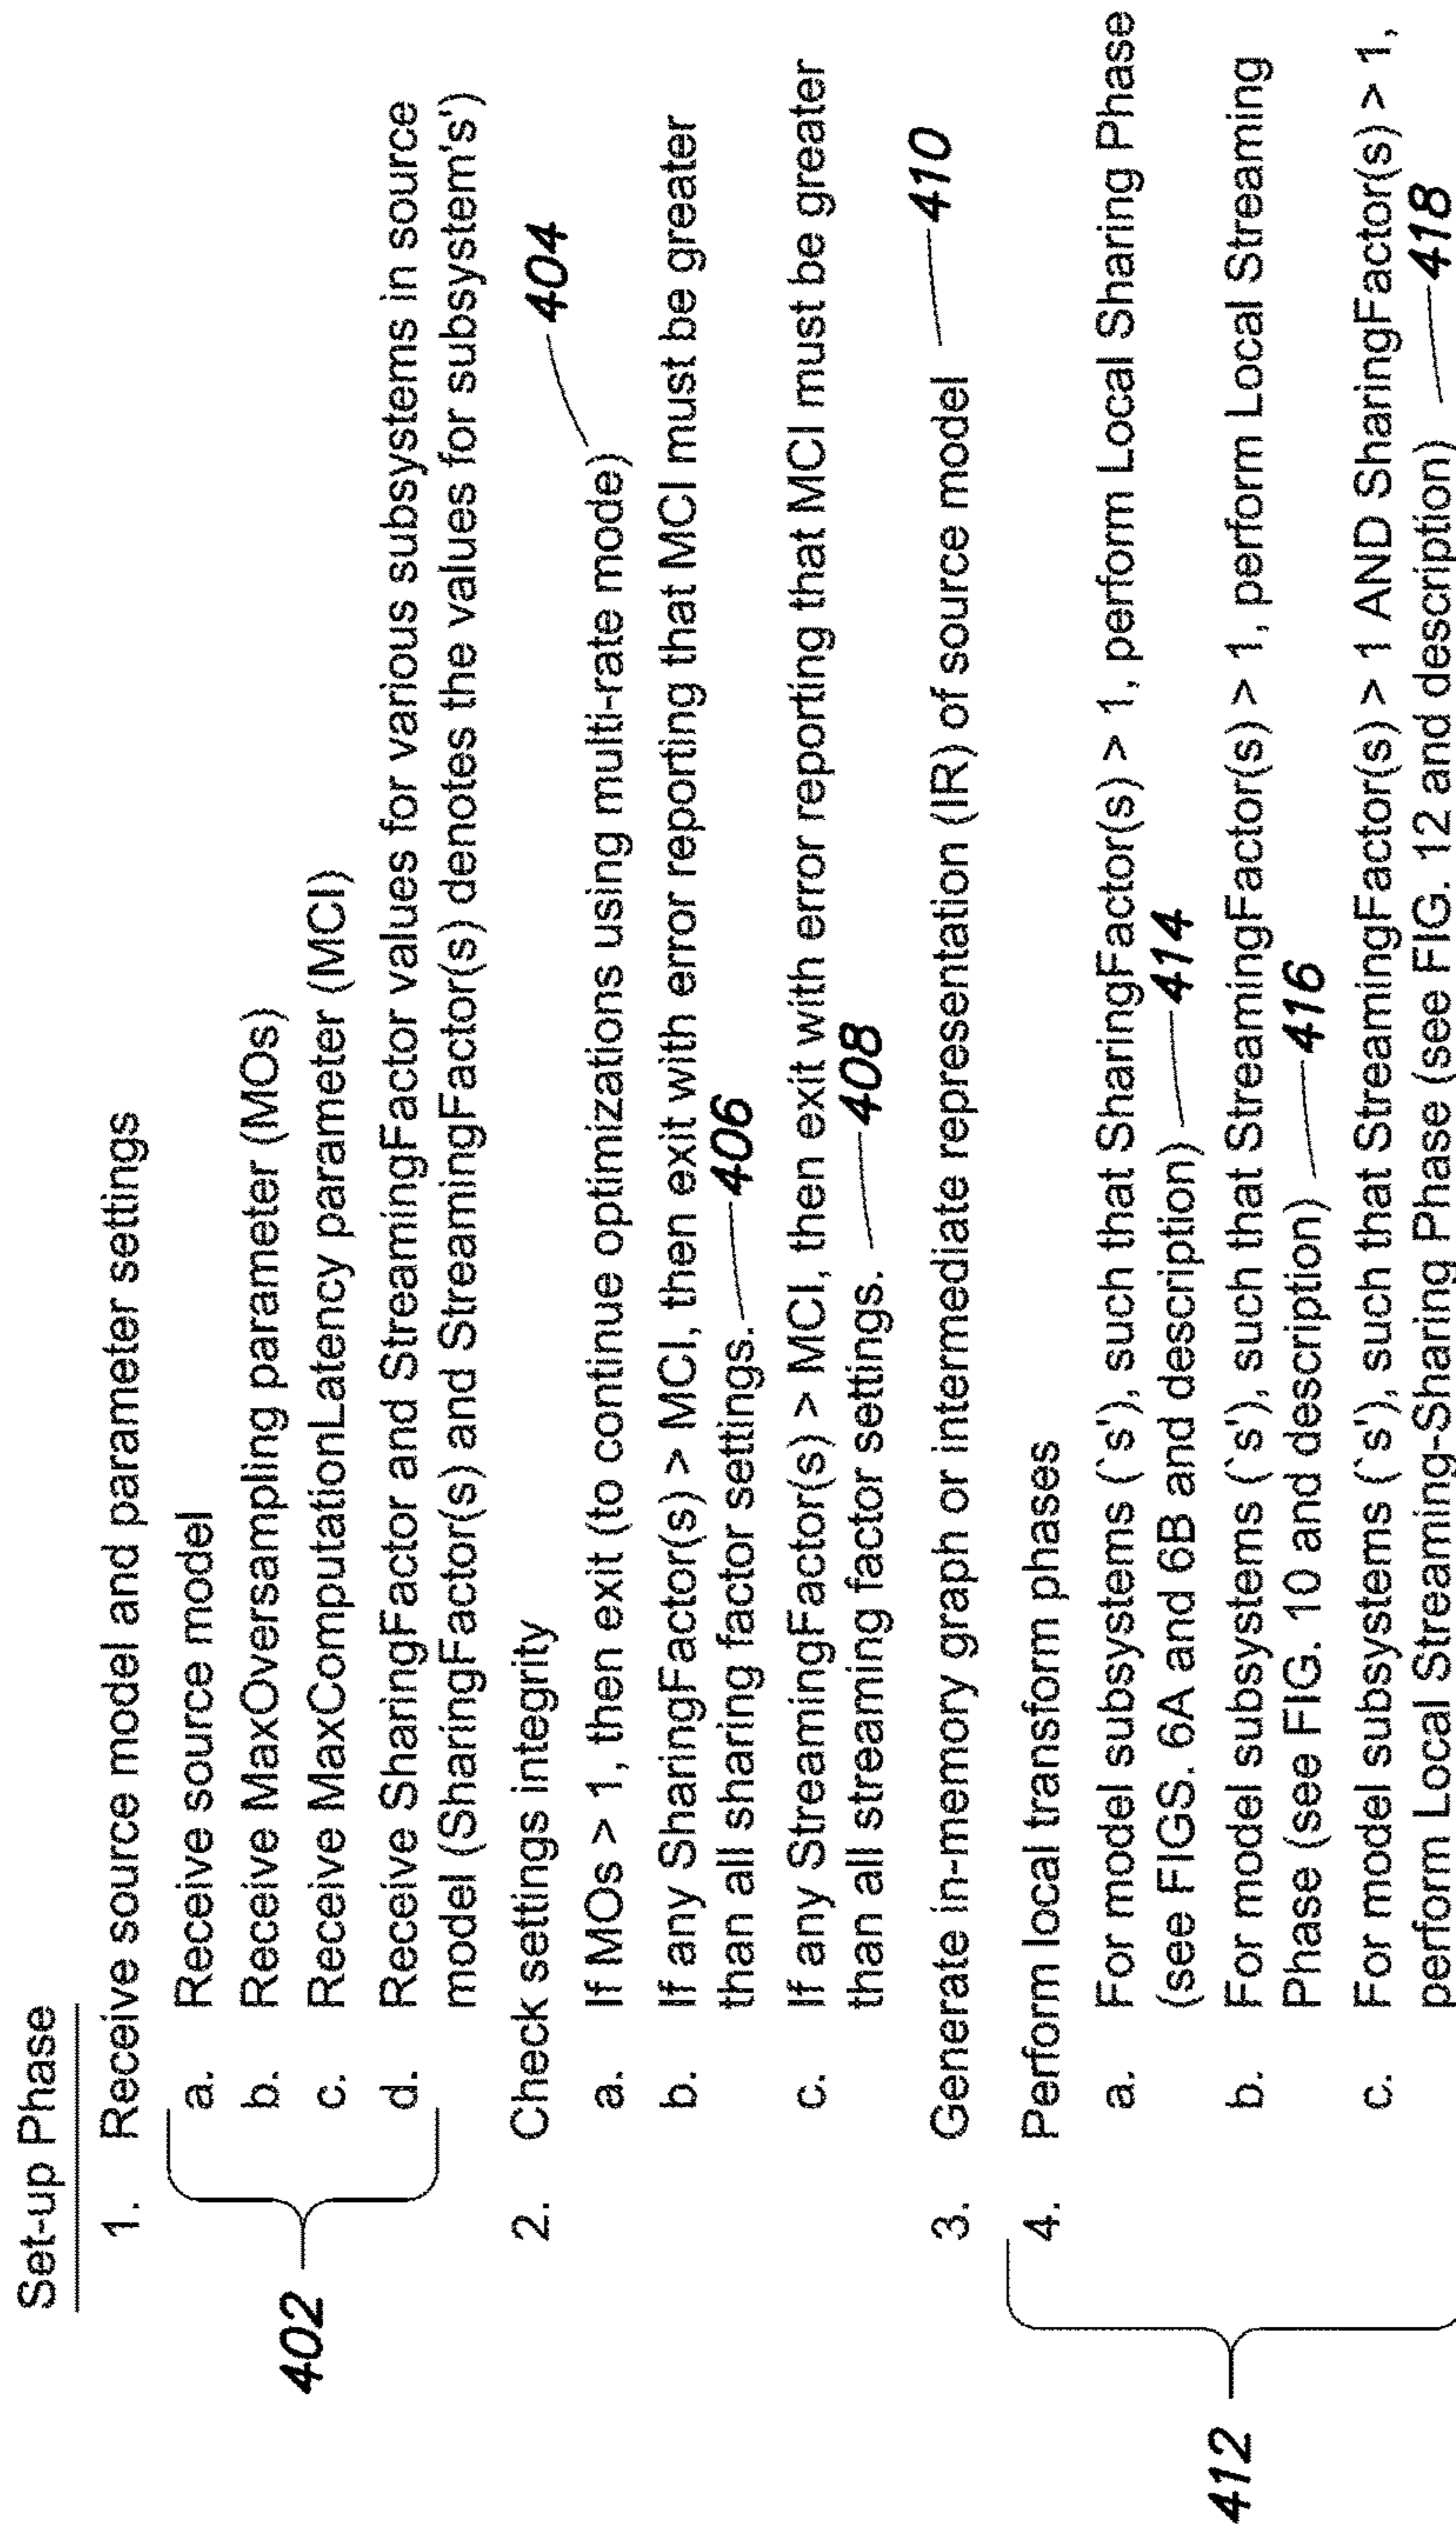 Set-up Phase
1. Receive source model and parameter settings
402
a. Receive source model
b. Receive MaxOversampling parameter (MOs)
c. Receive MaxComputationLatency parameter (MCl)
d. Receive SharingFactor and StreamingFactor values for various subsystems in source
model (SharingFactor(s) and StreamingFactor(s) denotes the values for subsystem's')
2. Check settings integrity
a. If MOs > 1, then exit (to continue optimizations using multi-rate mode) 404
b. If any SharingFactor(s) > MCl, then exit with error reporting that MCl must be greater
than all sharing factor settings. 406
c. If any StreamingFactor(s) > MCl, then exit with error reporting that MCl must be greater
than all streaming factor settings. 408
3. Generate in-memory graph or intermediate representation (IR) of source model 410
412
4. Perform local transform phases
a. For model subsystems (`s'), such that SharingFactor(s) > 1, perform Local Sharing Phase
(see FIGS. 6A and 6B and description) 414
b. For model subsystems (`s'), such that StreamingFactor(s) > 1, perform Local Streaming
Phase (see FIG. 10 and description) 416
c. For model subsystems (`s'), such that StreamingFactor(s) > 1 AND SharingFactor(s) > 1,
perform Local Streaming-Sharing Phase (see FIG. 12 and description) 418